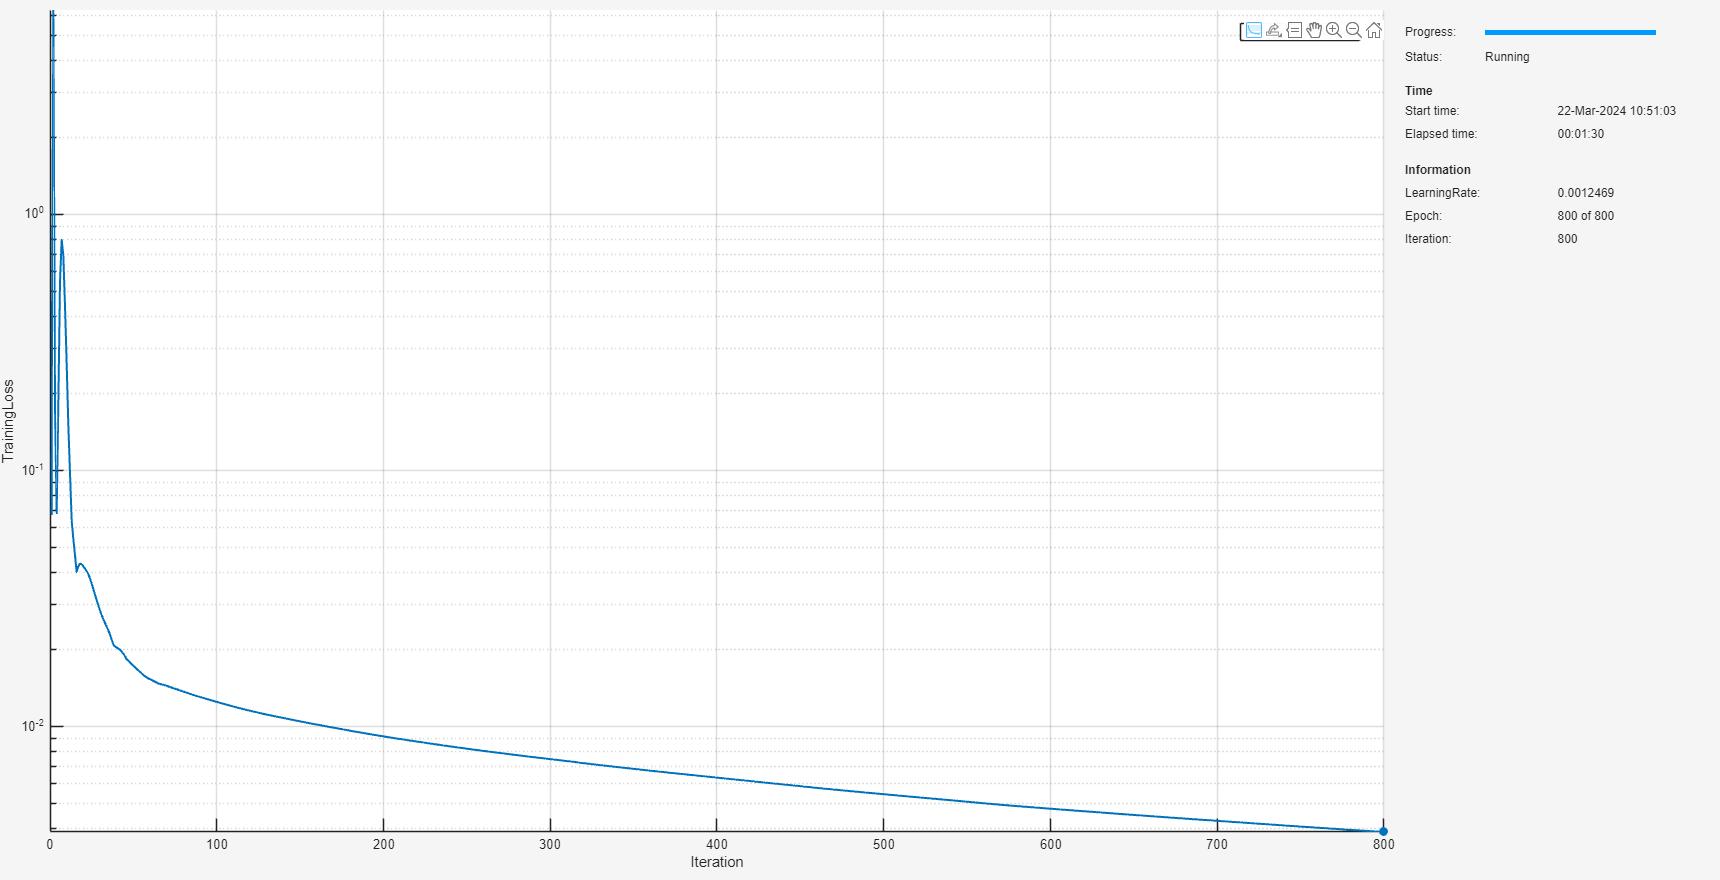 10^0
10^-1
10^-2
TrainingLoss
0 100 200 300 400 500 600 700 800
Iteration
Progress:
Status: Running
Time
Start time: 22-Mar-2024 10:51:03
Elapsed time: 00:01:30
Information
LearningRate: 0.0012469
Epoch: 800 of 800
Iteration: 800